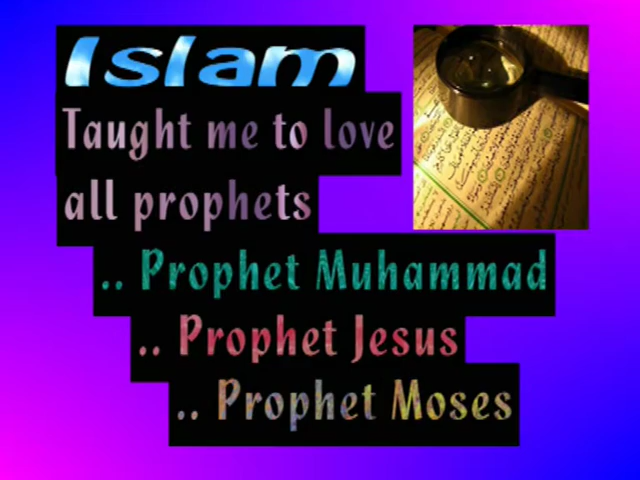 Islam
Taught me to love
all prophets
.. Prophet Muhammad
.. Prophet Jesus
.. Prophet Moses